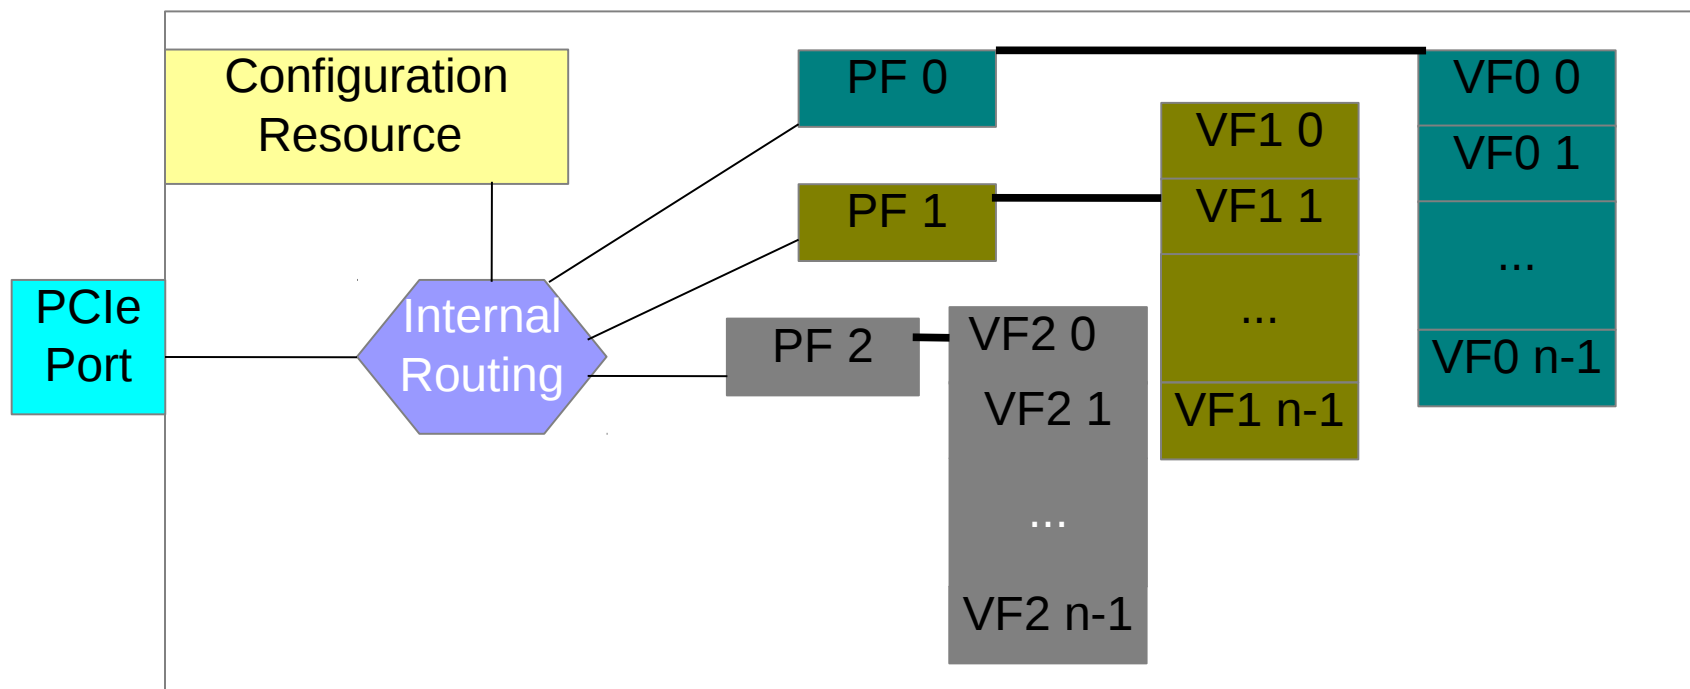 Configuration
Resource
PCIe
Port
Internal
Routing
PF 0
PF 1
PF 2
VF2 0
VF2 1
...
VF2 n-1
VF1 0
VF1 1
...
VF1 n-1
VF0 0
VF0 1
...
VF0 n-1